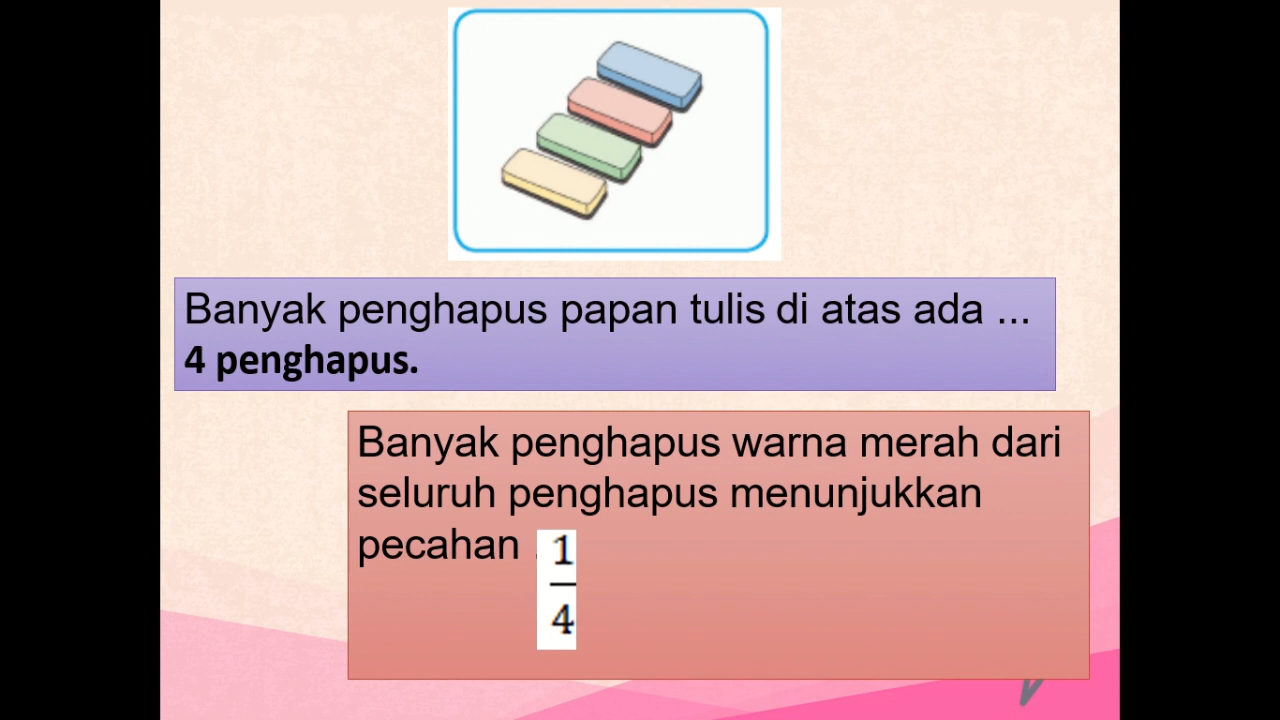 Banyak penghapus papan tulis di atas ada ...
4 penghapus.
Banyak penghapus warna merah dari
seluruh penghapus menunjukkan
pecahan . 1/4